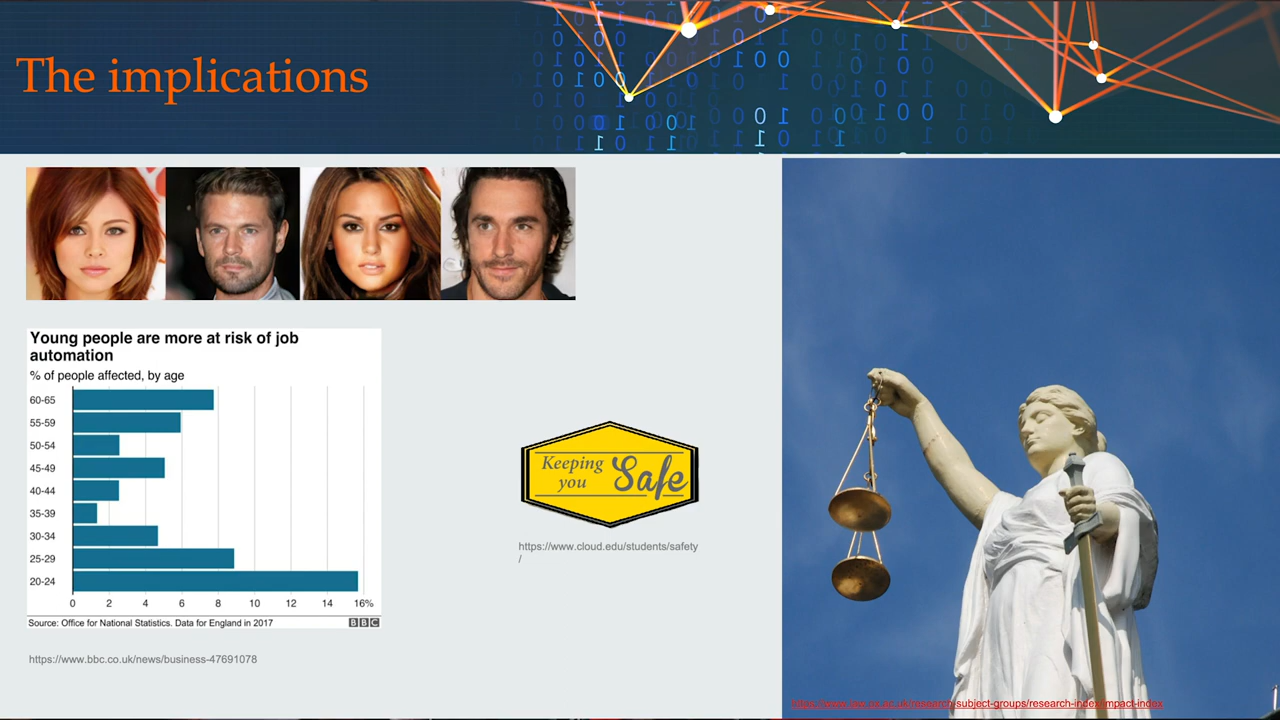 The implications
Young people are more at risk of job
automation
% of people affected, by age
60-65
55-59
50-54
45-49
40-44
35-39
30-34
25-29
20-24
0 2 4 6 8 10 12 14 16%
Source: Office for National Statistics. Data for England in 2017
BBC
https://www.bbc.co.uk/news/business-47691078
Keeping
you
Safe
https://www.cloud.edu/students/safety
/